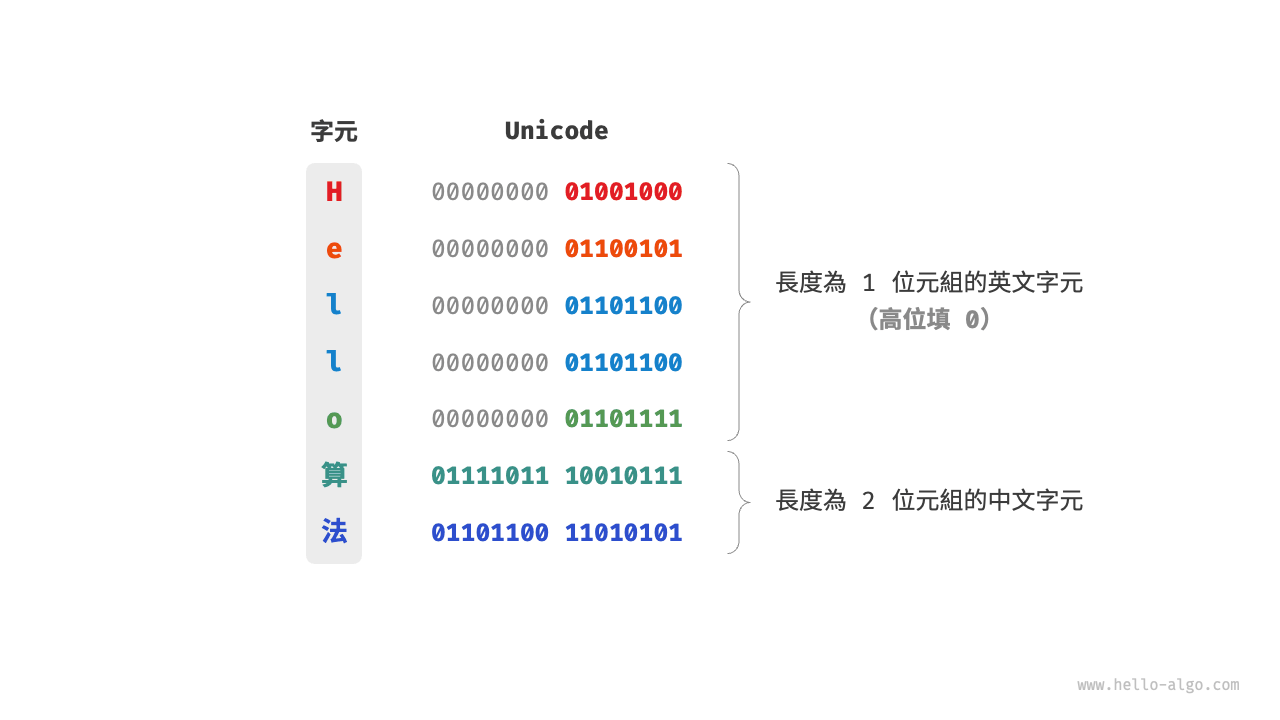 字元 Unicode
H 00000000 01001000
e 00000000 01100101
l 00000000 01101100
l 00000000 01101100
o 00000000 01101111
長度為 1 位元組的英文字元
（高位填 0）
算 01111011 10010111
法 01101100 11010101
長度為 2 位元組的中文字元
www.hello-algo.com